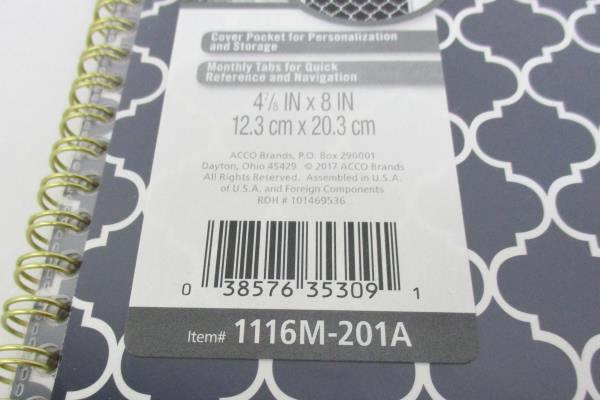 Cover Pocket for Personalization
and Storage
Monthly Tabs for Quick
Reference and Navigation
4⅞ IN x 8 IN
12.3 cm x 20.3 cm
ACCO Brands, P.O. Box 290001
Dayton, Ohio 45429 © 2017 ACCO Brands
All Rights Reserved. Assembled in U.S.A.
of U.S.A. and Foreign Components
ROH # 101469536
0 38576 35309 1
Item# 1116M-201A